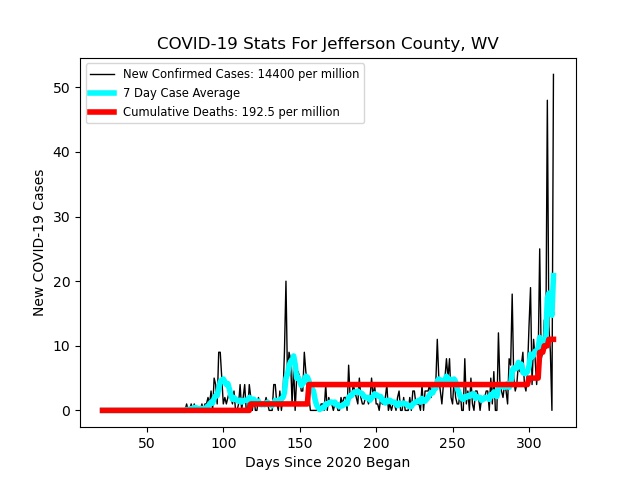 COVID-19 Stats For Jefferson County, WV
New Confirmed Cases: 14400 per million
7 Day Case Average
Cumulative Deaths: 192.5 per million
New COVID-19 Cases
50
40
30
20
10
0
50 100 150 200 250 300
Days Since 2020 Began